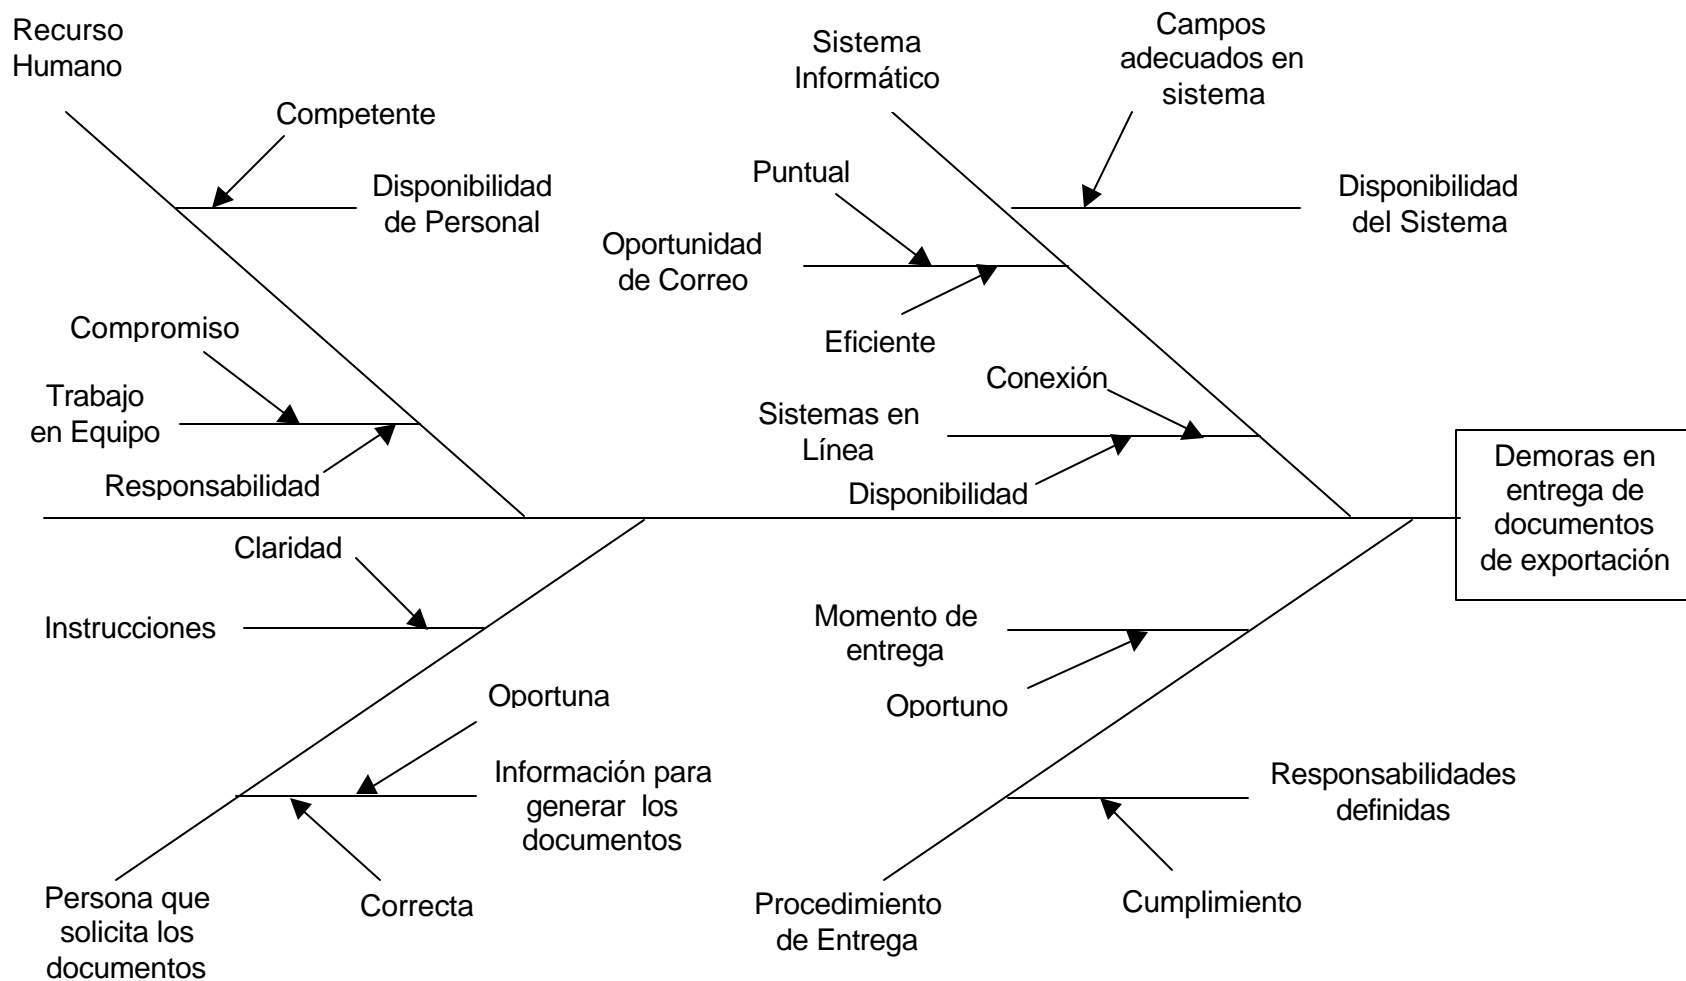 Recurso
Humano
Competente
Disponibilidad
de Personal
Compromiso
Trabajo
en Equipo
Responsabilidad
Sistema
Informático
Campos
adecuados en
sistema
Puntual
Disponibilidad
del Sistema
Oportunidad
de Correo
Eficiente
Conexión
Sistemas en
Línea
Disponibilidad
Demoras en
entrega de
documentos
de exportación
Claridad
Instrucciones
Oportuna
Información para
generar  los
documentos
Correcta
Persona que
solicita los
documentos
Momento de
entrega
Oportuno
Responsabilidades
definidas
Cumplimiento
Procedimiento
de Entrega